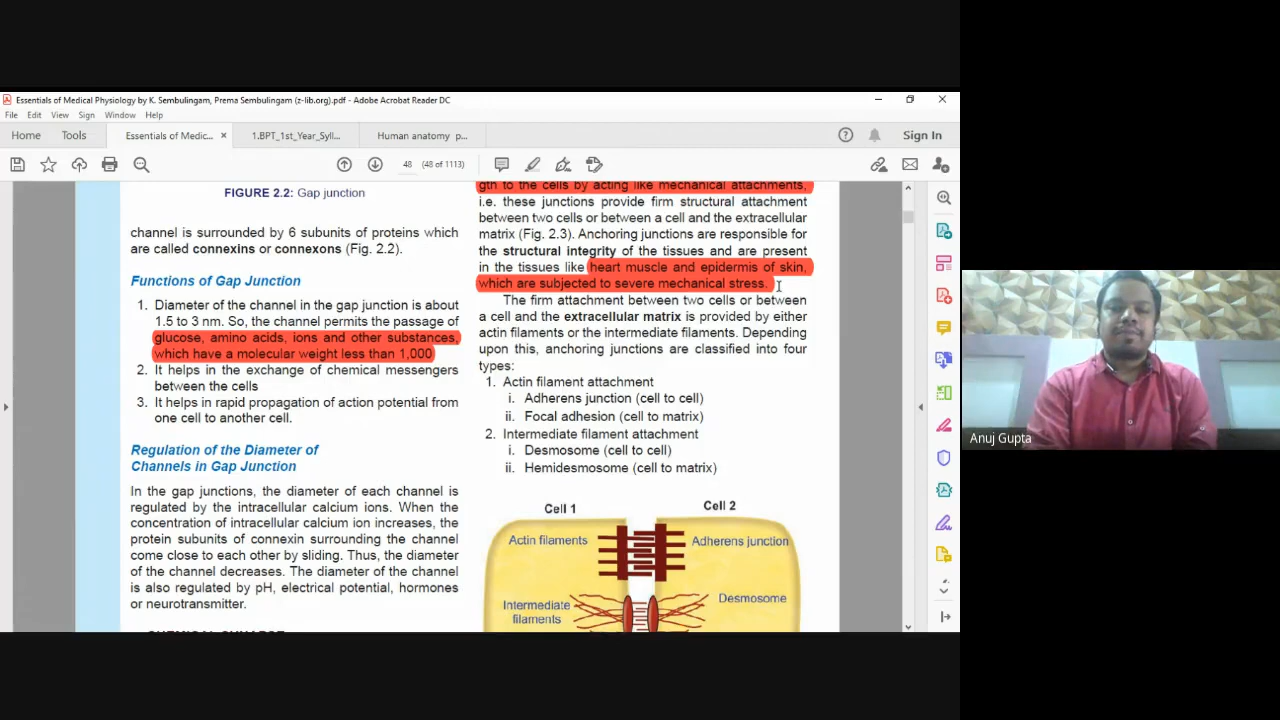 Essentials of Medical Physiology by K. Sembulingam, Prema Sembulingam (z-lib.org).pdf - Adobe Acrobat Reader DC
File Edit View Sign Window Help
Home Tools Essentials of Medic... × 1.BPT_1st_Year_Syll... Human anatomy p... Sign In
48 (48 of 1113)
FIGURE 2.2: Gap junction
channel is surrounded by 6 subunits of proteins which
are called connexins or connexons (Fig. 2.2).
Functions of Gap Junction
1. Diameter of the channel in the gap junction is about
1.5 to 3 nm. So, the channel permits the passage of
glucose, amino acids, ions and other substances,
which have a molecular weight less than 1,000
2. It helps in the exchange of chemical messengers
between the cells
3. It helps in rapid propagation of action potential from
one cell to another cell.
Regulation of the Diameter of
Channels in Gap Junction
In the gap junctions, the diameter of each channel is
regulated by the intracellular calcium ions. When the
concentration of intracellular calcium ion increases, the
protein subunits of connexin surrounding the channel
come close to each other by sliding. Thus, the diameter
of the channel decreases. The diameter of the channel
is also regulated by pH, electrical potential, hormones
or neurotransmitter.
gth to the cells by acting like mechanical attachments,
i.e. these junctions provide firm structural attachment
between two cells or between a cell and the extracellular
matrix (Fig. 2.3). Anchoring junctions are responsible for
the structural integrity of the tissues and are present
in the tissues like heart muscle and epidermis of skin,
which are subjected to severe mechanical stress.
The firm attachment between two cells or between
a cell and the extracellular matrix is provided by either
actin filaments or the intermediate filaments. Depending
upon this, anchoring junctions are classified into four
types:
1. Actin filament attachment
i. Adherens junction (cell to cell)
ii. Focal adhesion (cell to matrix)
2. Intermediate filament attachment
i. Desmosome (cell to cell)
ii. Hemidesmosome (cell to matrix)
Cell 1 Cell 2
Actin filaments Adherens junction
Intermediate Desmosome
filaments
Anuj Gupta